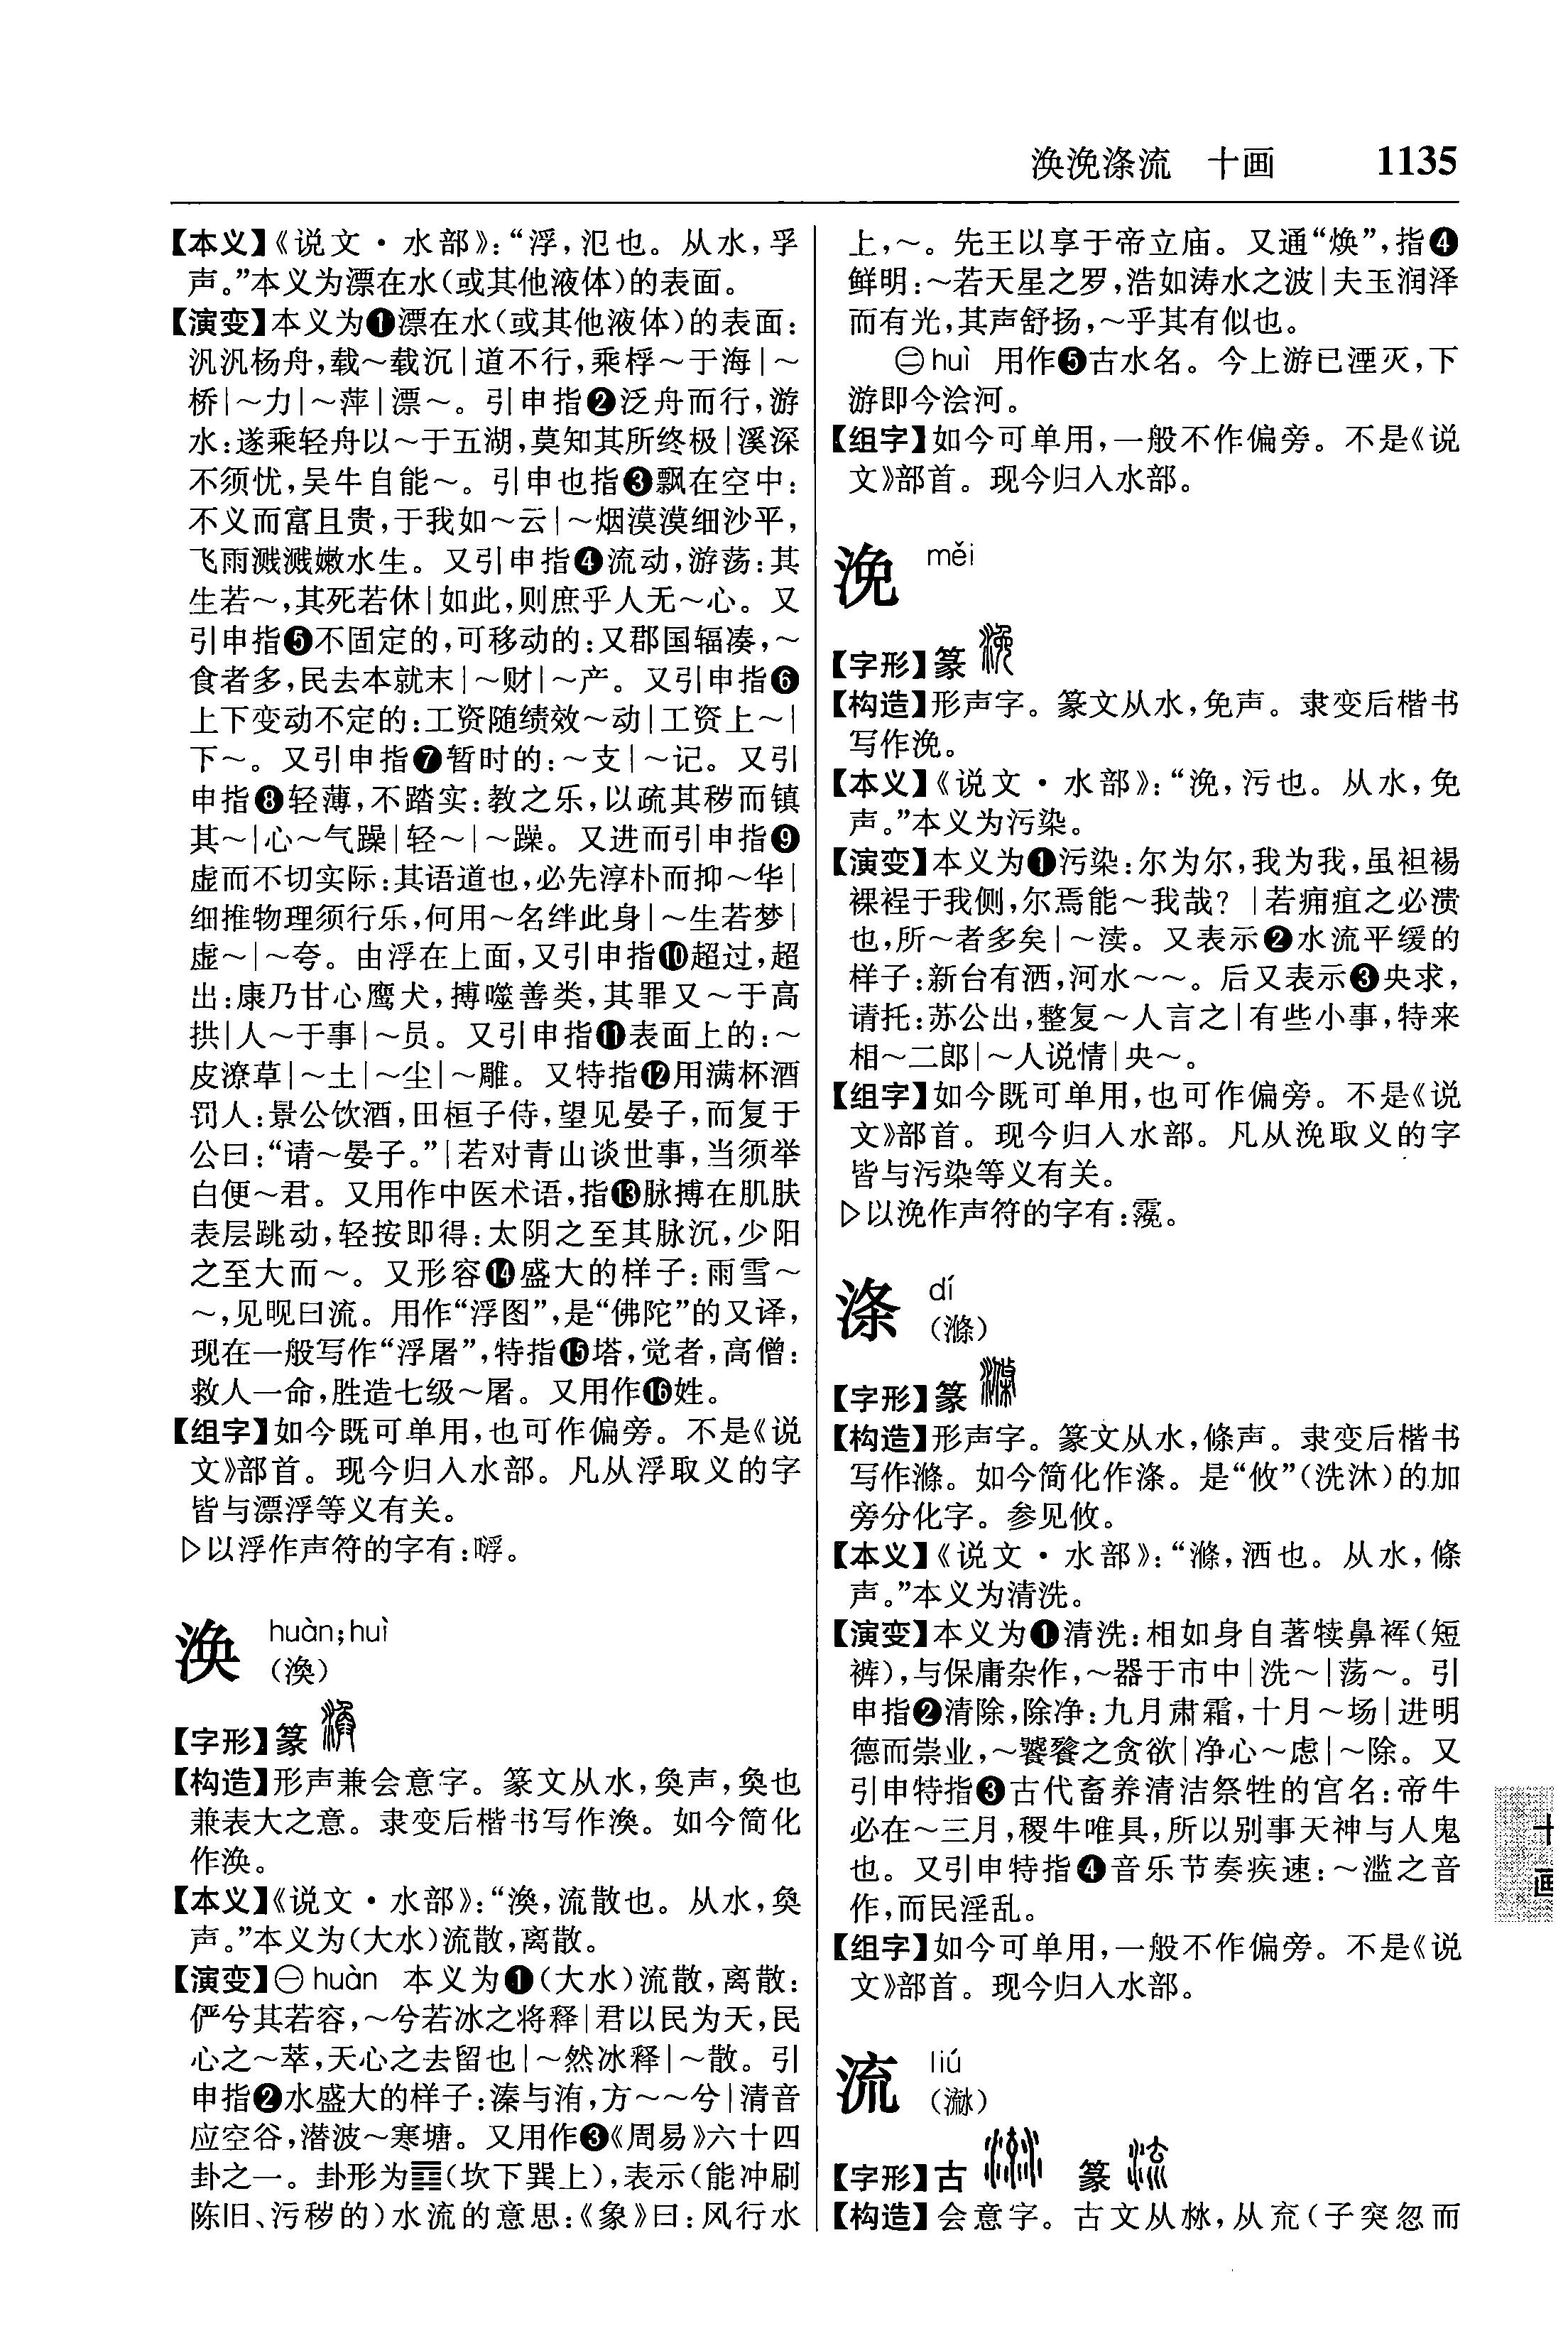 涣浼涤流　十画　1135
【本义】《说文·水部》：“浮，氾也。从水，孚
声。”本义为漂在水（或其他液体）的表面。
【演变】本义为❶漂在水（或其他液体）的表面：
汎汎杨舟，载～载沉|道不行，乘桴～于海|～
桥|～力|～萍|漂～。引申指❷泛舟而行，游
水：遂乘轻舟以～于五湖，莫知其所终极|溪深
不须忧，吴牛自能～。引申也指❸飘在空中：
不义而富且贵，于我如～云|～烟漠漠细沙平，
飞雨溅溅嫩水生。又引申指❹流动，游荡：其
生若～，其死若休|如此，则庶乎人无～心。又
引申指❺不固定的，可移动的：又郡国辐凑，～
食者多，民去本就末|～财|～产。又引申指❻
上下变动不定的：工资随绩效～动|工资上～|
下～。又引申指❼暂时的：～支|～记。又引
申指❽轻薄，不踏实：教之乐，以疏其秽而镇
其～|心～气躁|轻～|～躁。又进而引申指❾
虚而不切实际：其语道也，必先淳朴而抑～华|
细推物理须行乐，何用～名绊此身|～生若梦|
虚～|～夸。由浮在上面，又引申指❿超过，超
出：康乃甘心鹰犬，搏噬善类，其罪又～于高
拱|人～于事|～员。又引申指⓫表面上的：～
皮潦草|～土|～尘|～雕。又特指⓬用满杯酒
罚人：景公饮酒，田桓子侍，望见晏子，而复于
公曰：“请～晏子。”|若对青山谈世事，当须举
白便～君。又用作中医术语，指⓭脉搏在肌肤
表层跳动，轻按即得：太阴之至其脉沉，少阳
之至大而～。又形容⓮盛大的样子：雨雪～
～，见晛曰流。用作“浮图”，是“佛陀”的又译，
现在一般写作“浮屠”，特指⓯塔，觉者，高僧：
救人一命，胜造七级～屠。又用作⓰姓。
【组字】如今既可单用，也可作偏旁。不是《说
文》部首。现今归入水部。凡从浮取义的字
皆与漂浮等义有关。
▷以浮作声符的字有：哹。
涣 huàn；huì
（渙）
【字形】篆
【构造】形声兼会意字。篆文从水，奐声，奐也
兼表大之意。隶变后楷书写作渙。如今简化
作涣。
【本义】《说文·水部》：“渙，流散也。从水，奐
声。”本义为（大水）流散，离散。
【演变】㊀huàn 本义为❶（大水）流散，离散：
俨兮其若容，～兮若冰之将释|君以民为天，民
心之～萃，天心之去留也|～然冰释|～散。引
申指❷水盛大的样子：溱与洧，方～～兮|清音
应空谷，潜波～寒塘。又用作❸《周易》六十四
卦之一。卦形为䷺（坎下巽上），表示（能冲刷
陈旧、污秽的）水流的意思：《象》曰：风行水
上，～。先王以享于帝立庙。又通“焕”，指❹
鲜明：～若天星之罗，浩如涛水之波|夫玉润泽
而有光，其声舒扬，～乎其有似也。
㊁huì 用作❺古水名。今上游已湮灭，下
游即今浍河。
【组字】如今可单用，一般不作偏旁。不是《说
文》部首。现今归入水部。
浼 měi
【字形】篆
【构造】形声字。篆文从水，免声。隶变后楷书
写作浼。
【本义】《说文·水部》：“浼，污也。从水，免
声。”本义为污染。
【演变】本义为❶污染：尔为尔，我为我，虽袒裼
裸裎于我侧，尔焉能～我哉？|若痈疽之必溃
也，所～者多矣|～渎。又表示❷水流平缓的
样子：新台有洒，河水～～。后又表示❸央求，
请托：苏公出，整复～人言之|有些小事，特来
相～二郎|～人说情|央～。
【组字】如今既可单用，也可作偏旁。不是《说
文》部首。现今归入水部。凡从浼取义的字
皆与污染等义有关。
▷以浼作声符的字有：。
涤 dí
（滌）
【字形】篆
【构造】形声字。篆文从水，條声。隶变后楷书
写作滌。如今简化作涤。是“攸”（洗沐）的加
旁分化字。参见攸。
【本义】《说文·水部》：“滌，洒也。从水，條
声。”本义为清洗。
【演变】本义为❶清洗：相如身自著犊鼻裈（短
裤），与保庸杂作，～器于市中|洗～|荡～。引
申指❷清除，除净：九月肃霜，十月～场|进明
德而崇业，～饕餮之贪欲|净心～虑|～除。又
引申特指❸古代畜养清洁祭牲的宫名：帝牛
必在～三月，稷牛唯具，所以别事天神与人鬼
也。又引申特指❹音乐节奏疾速：～滥之音
作，而民淫乱。
【组字】如今可单用，一般不作偏旁。不是《说
文》部首。现今归入水部。
流 liú
（㳅）
【字形】古　篆
【构造】会意字。古文从沝，从㐬（子突忽而
十画